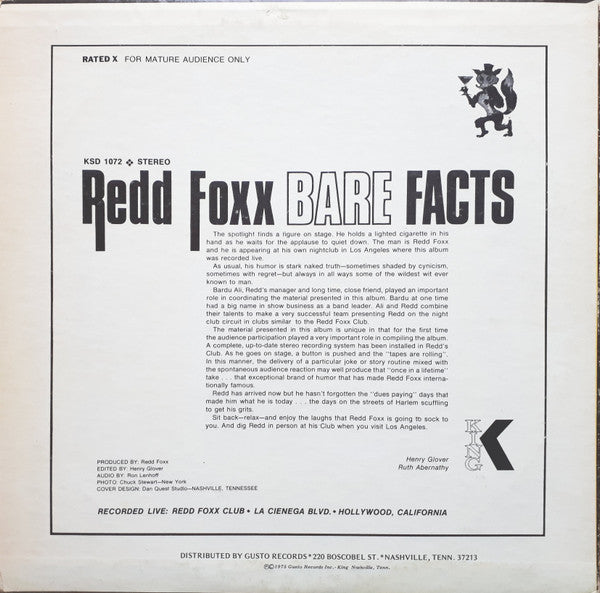 RATED X FOR MATURE AUDIENCE ONLY
KSD 1072 ✤ STEREO
Redd Foxx BARE FACTS
The spotlight finds a figure on stage. He holds a lighted cigarette in his
hand as he waits for the applause to quiet down. The man is Redd Foxx
and he is appearing at his own nightclub in Los Angeles where this album
was recorded live.
As usual, his humor is stark naked truth—sometimes shaded by cynicism,
sometimes with regret—but always in all ways some of the wildest wit ever
known to man.
Bardu Ali, Redd's manager and long time, close friend, played an important
role in coordinating the material presented in this album. Bardu at one time
had a big name in show business as a band leader. Ali and Redd combine
their talents to make a very successful team presenting Redd on the night
club circuit in clubs similar to the Redd Foxx Club.
The material presented in this album is unique in that for the first time
the audience participation played a very important role in compiling the album.
A complete, up-to-date stereo recording system has been installed in Redd's
Club. As he goes on stage, a button is pushed and the "tapes are rolling".
In this manner, the delivery of a particular joke or story routine mixed with
the spontaneous audience reaction may well produce that "once in a lifetime"
take . . . that exceptional brand of humor that has made Redd Foxx interna-
tionally famous.
Redd has arrived now but he hasn't forgotten the "dues paying" days that
made him what he is today . . . the days on the streets of Harlem scuffling
to get his grits.
Sit back—relax—and enjoy the laughs that Redd Foxx is going to sock to
you. And dig Redd in person at his Club when you visit Los Angeles.
Henry Glover
Ruth Abernathy
KING
K
PRODUCED BY: Redd Foxx
EDITED BY: Henry Glover
AUDIO BY: Ron Lenhoff
PHOTO: Chuck Stewart—New York
COVER DESIGN: Dan Quest Studio—NASHVILLE, TENNESSEE
RECORDED LIVE: REDD FOXX CLUB • LA CIENEGA BLVD. • HOLLYWOOD, CALIFORNIA
DISTRIBUTED BY GUSTO RECORDS * 220 BOSCOBEL ST. * NASHVILLE, TENN. 37213
℗©1975 Gusto Records Inc.- King Nashville, Tenn.